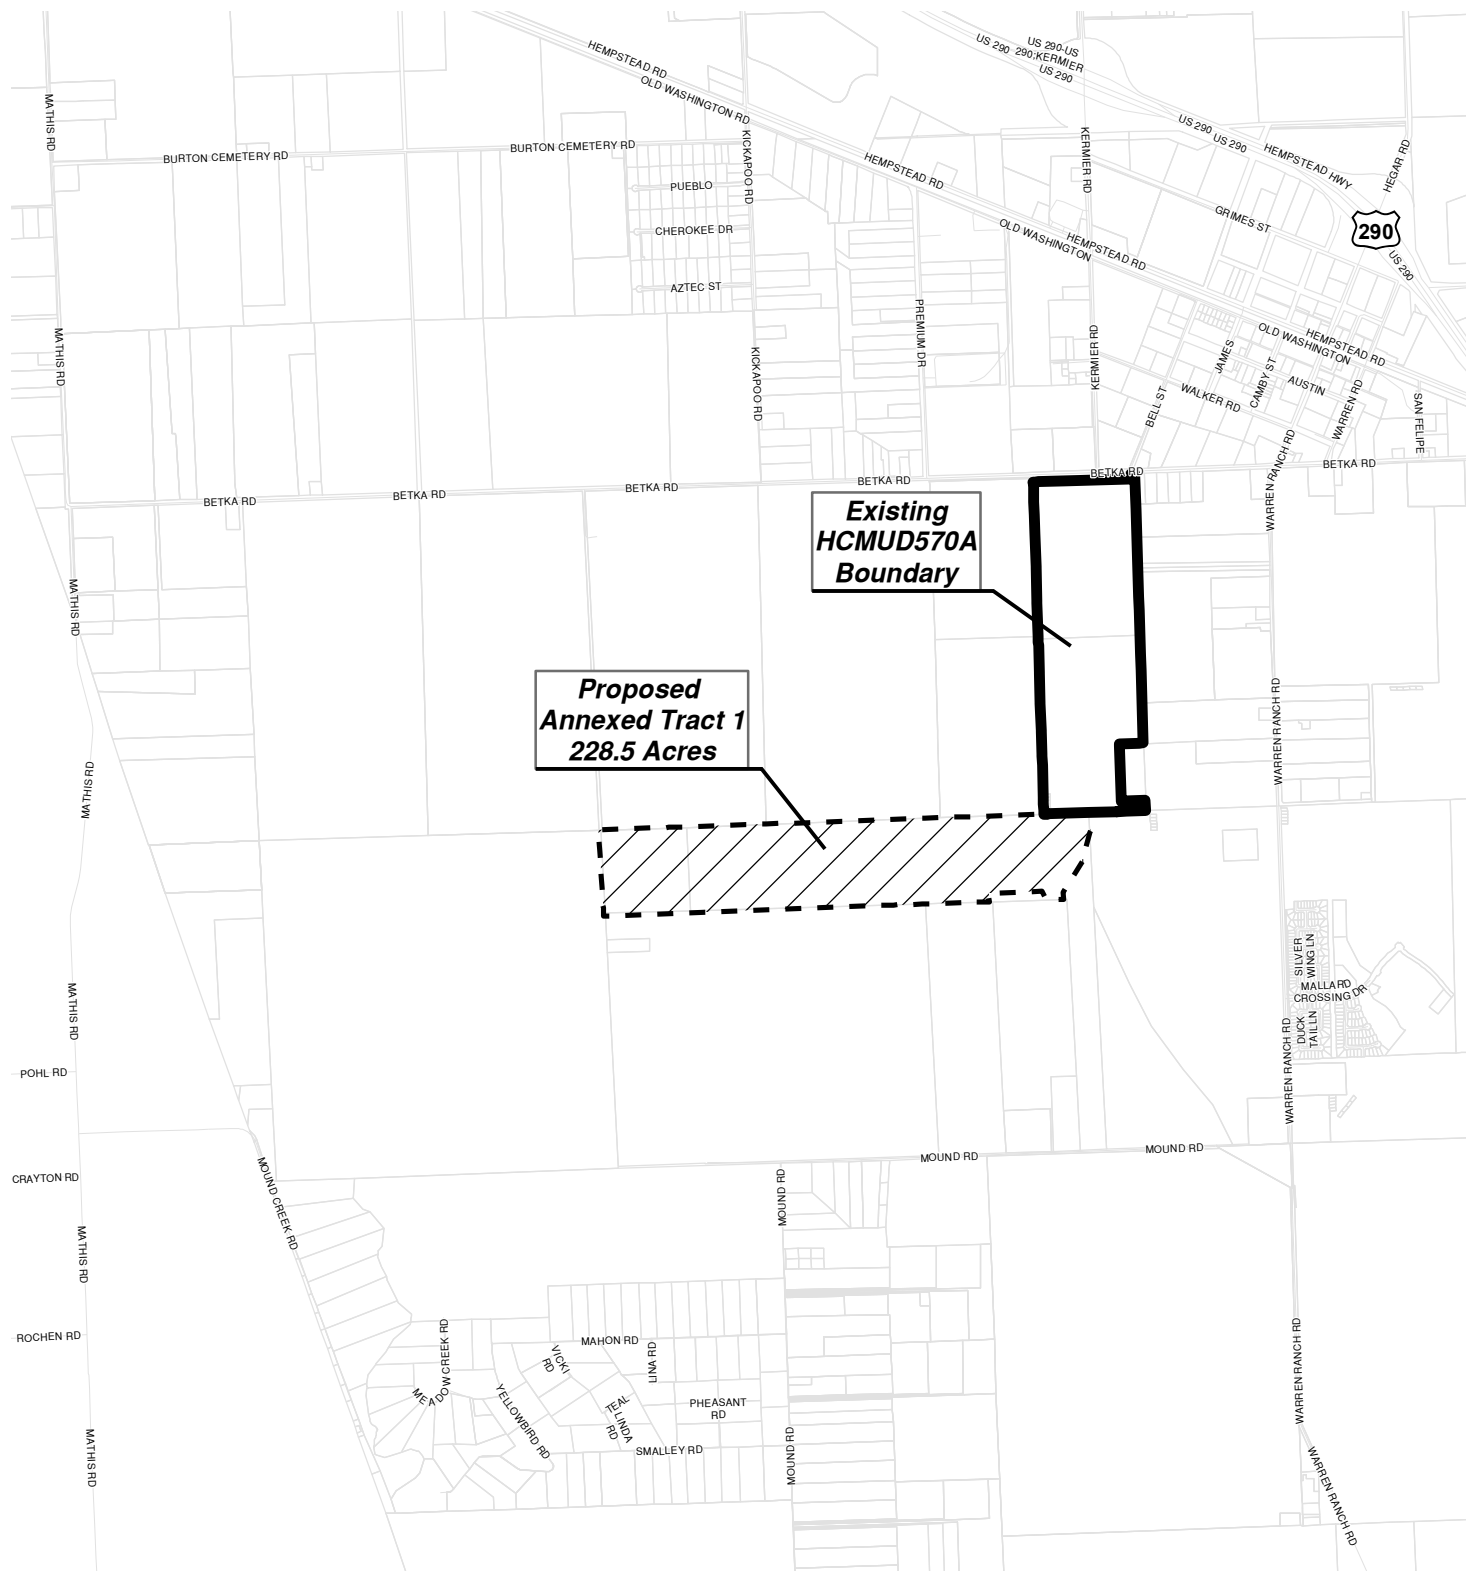 HEMPSTEAD RD
OLD WASHINGTON RD
US 290-US
290;KERMIER
US 290
US 290
MATHIS RD
BURTON CEMETERY RD
BURTON CEMETERY RD
KICKAPOO RD
HEMPSTEAD RD
KERMIER RD
US 290
US 290
HEMPSTEAD HWY
HEGAR RD
PUEBLO
CHEROKEE DR
AZTEC ST
GRIMES ST
290
US 290
OLD WASHINGTON
HEMPSTEAD RD
MATHIS RD
KICKAPOO RD
PREMIUM DR
KERMIER RD
OLD WASHINGTON
HEMPSTEAD RD
JAMES
CAMBY ST
AUSTIN
WALKER RD
BELL ST
WARREN RD
SAN FELIPE
WARREN RANCH RD
BETKA RD
BETKA RD
BETKA RD
BETKA RD
BETKA RD
BETKA RD
Existing
HCMUD570A
Boundary
MATHIS RD
Proposed
Annexed Tract 1
228.5 Acres
WARREN RANCH RD
MATHIS RD
SILVER
WING LN
MALLARD
CROSSING DR
DUCK
TAIL LN
MATHIS RD
WARREN RANCH RD
POHL RD
MOUND RD
MOUND RD
CRAYTON RD
MOUND CREEK RD
MOUND RD
MATHIS RD
ROCHEN RD
MEADOW CREEK RD
MAHON RD
VICKI
RD
LINA RD
WARREN RANCH RD
YELLOWBIRD RD
TEAL
LINDA
RD
PHEASANT
RD
SMALLEY RD
MOUND RD
MATHIS RD
WARREN RANCH RD